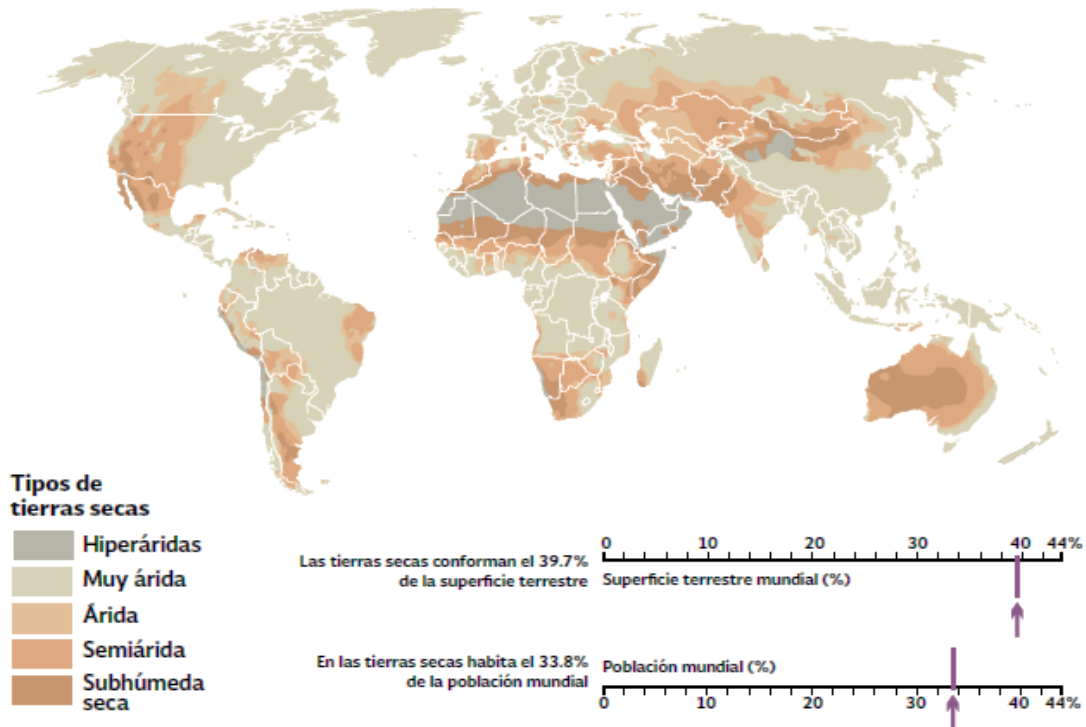 Tipos de
tierras secas
Hiperáridas
Muy árida
Árida
Semiárida
Subhúmeda
seca
Las tierras secas conforman el 39.7%
de la superficie terrestre
0 10 20 30 40 44%
Superficie terrestre mundial (%)
En las tierras secas habita el 33.8%
de la población mundial
Población mundial (%)
0 10 20 30 40 44%